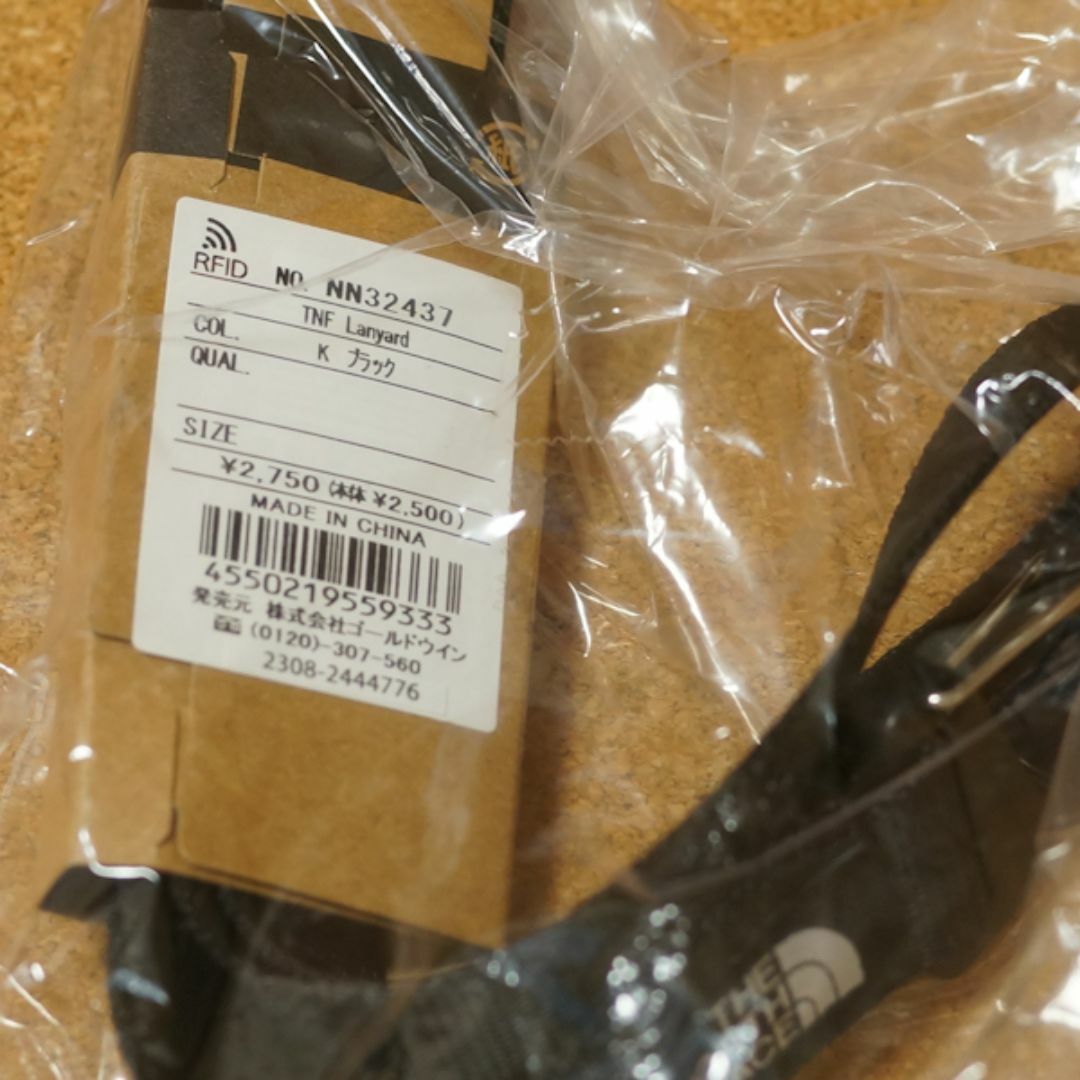 RFID NO. NN32437
TNF Lanyard
COL. K ブラック
QUAL.
SIZE
¥2,750 (本体 ¥2,500)
MADE IN CHINA
4550219559333
発売元 株式会社ゴールドウイン
(0120)-307-560
2308-2444776
THE